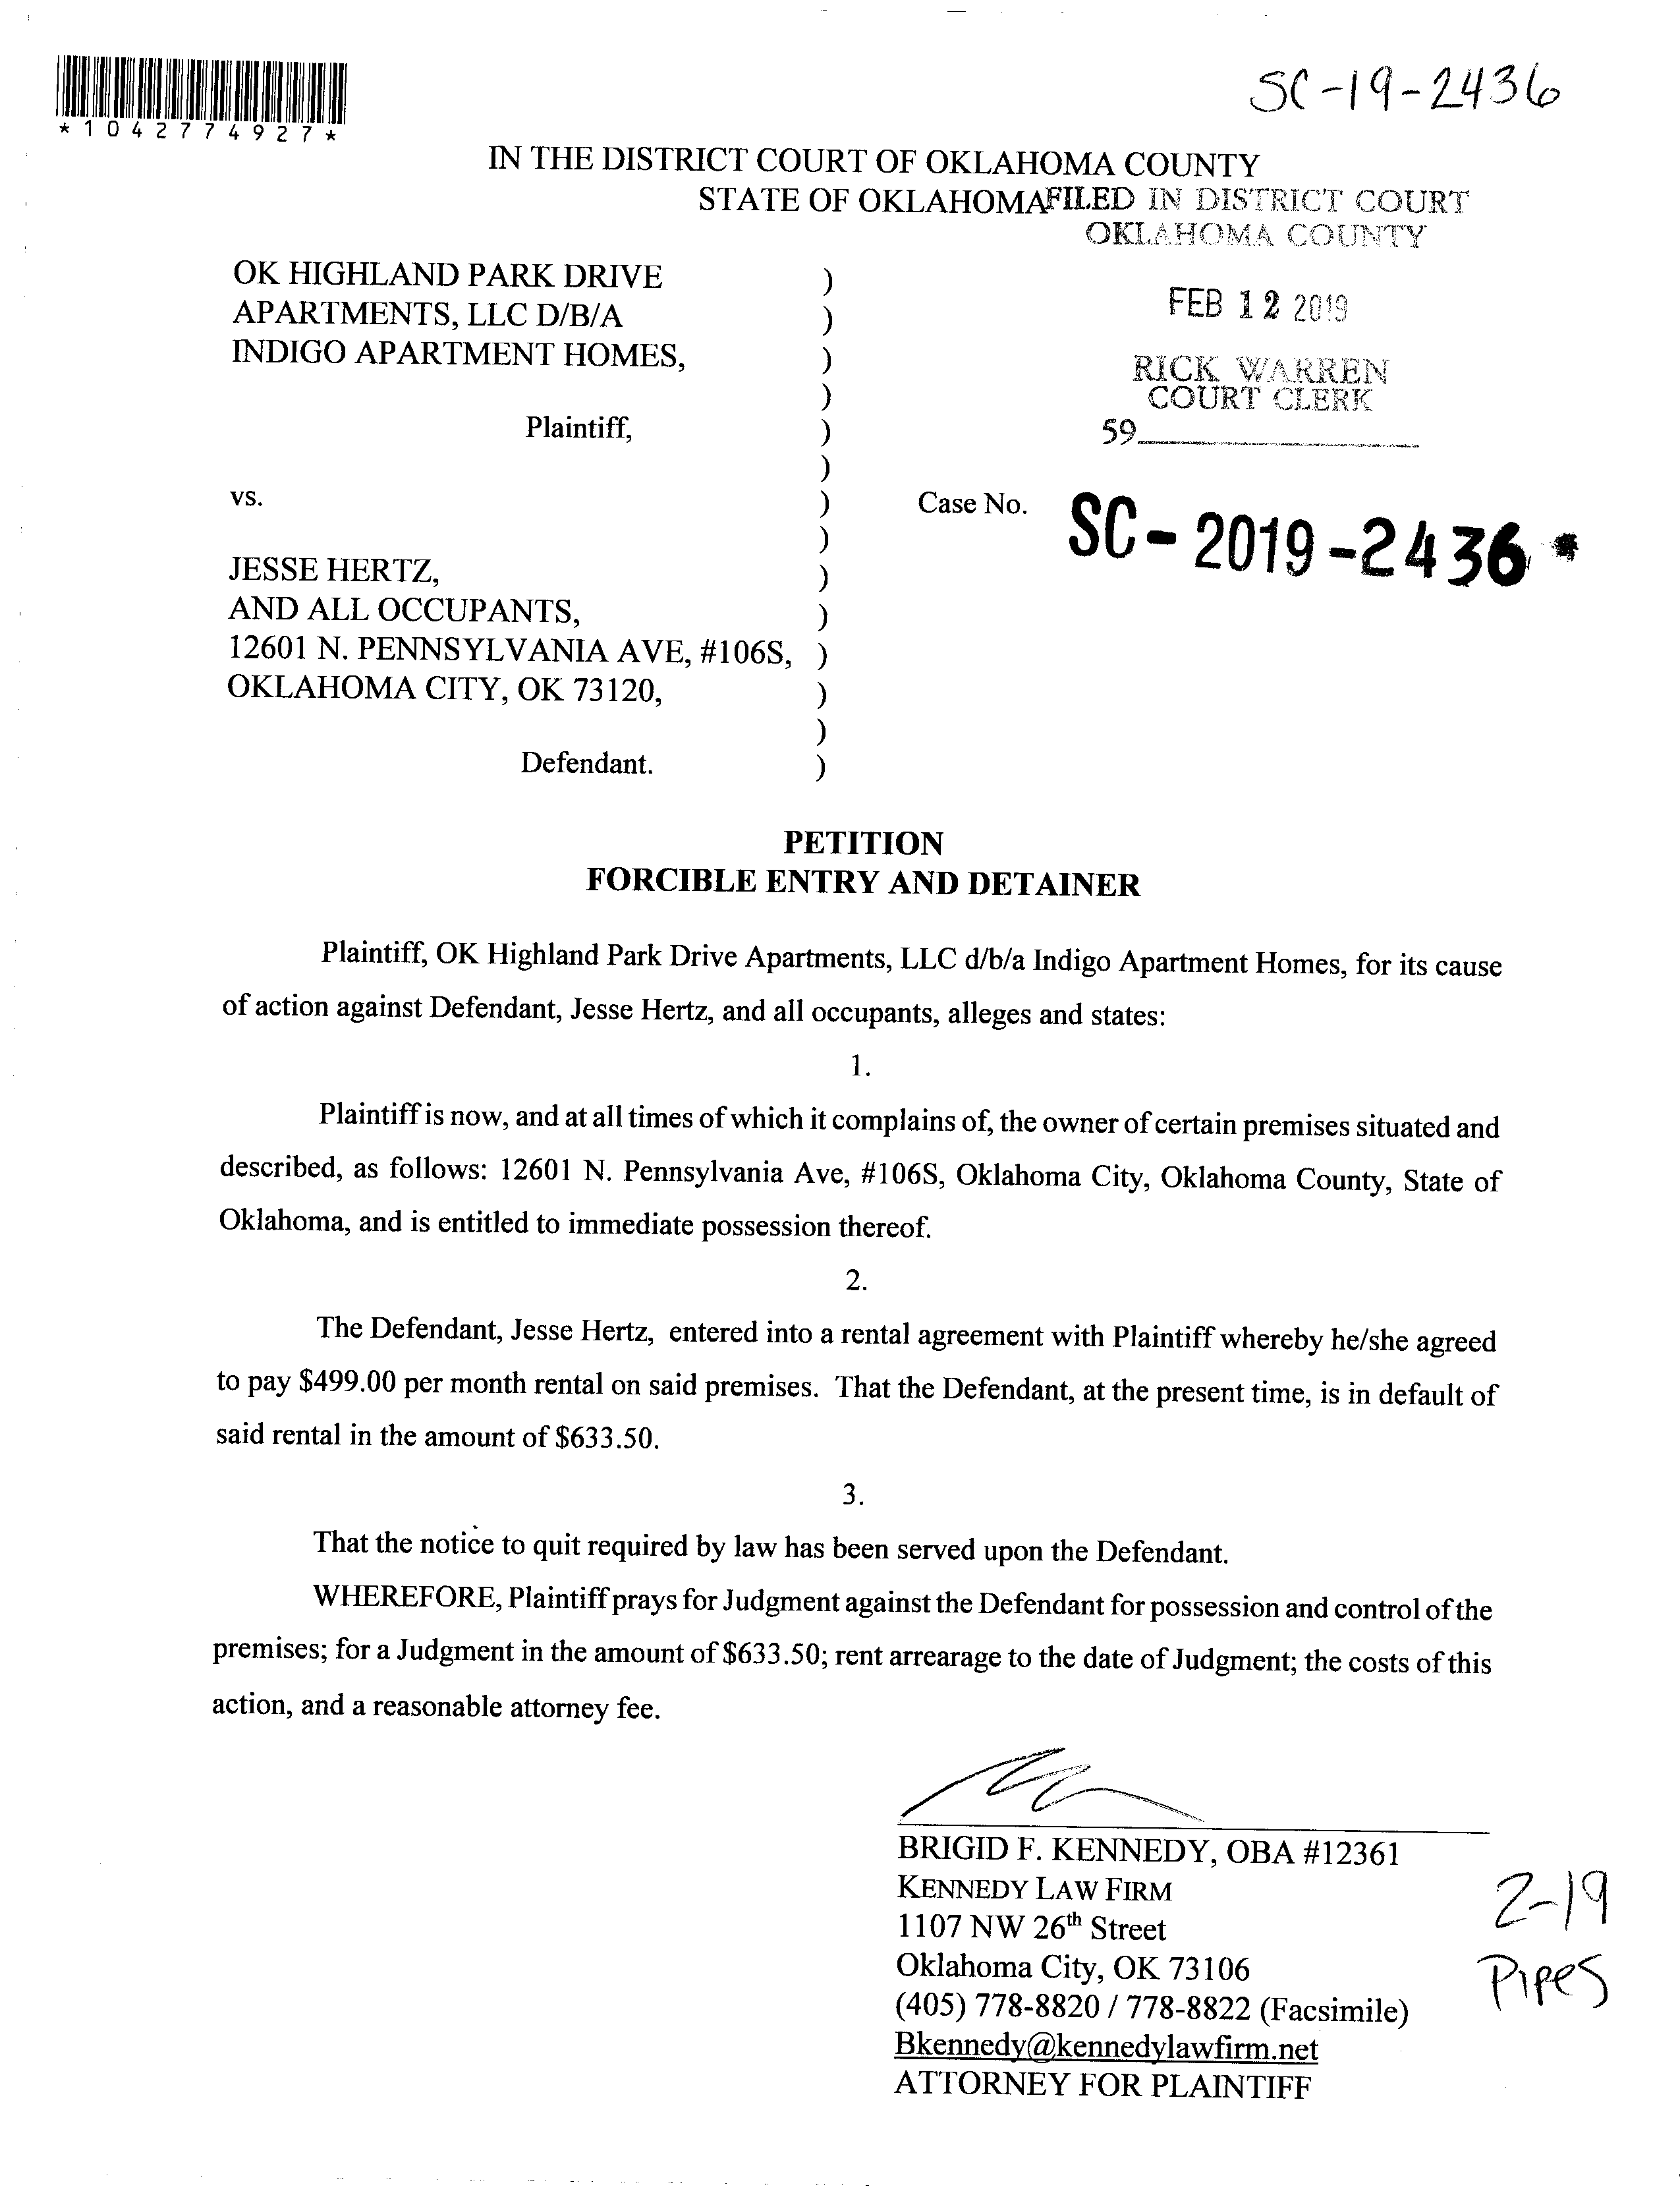 SC-19-2436
*1042774927*
IN THE DISTRICT COURT OF OKLAHOMA COUNTY
STATE OF OKLAHOMA
FILED IN DISTRICT COURT
OKLAHOMA COUNTY
FEB 12 2019
RICK WARREN
COURT CLERK
59
OK HIGHLAND PARK DRIVE )
APARTMENTS, LLC D/B/A )
INDIGO APARTMENT HOMES, )
)
Plaintiff, )
)
vs. ) Case No. SC-2019-2436
)
JESSE HERTZ, )
AND ALL OCCUPANTS, )
12601 N. PENNSYLVANIA AVE, #106S, )
OKLAHOMA CITY, OK 73120, )
)
Defendant. )
PETITION
FORCIBLE ENTRY AND DETAINER
Plaintiff, OK Highland Park Drive Apartments, LLC d/b/a Indigo Apartment Homes, for its cause
of action against Defendant, Jesse Hertz, and all occupants, alleges and states:
1.
Plaintiff is now, and at all times of which it complains of, the owner of certain premises situated and
described, as follows: 12601 N. Pennsylvania Ave, #106S, Oklahoma City, Oklahoma County, State of
Oklahoma, and is entitled to immediate possession thereof.
2.
The Defendant, Jesse Hertz, entered into a rental agreement with Plaintiff whereby he/she agreed
to pay $499.00 per month rental on said premises. That the Defendant, at the present time, is in default of
said rental in the amount of $633.50.
3.
That the notice to quit required by law has been served upon the Defendant.
WHEREFORE, Plaintiff prays for Judgment against the Defendant for possession and control of the
premises; for a Judgment in the amount of $633.50; rent arrearage to the date of Judgment; the costs of this
action, and a reasonable attorney fee.
BRIGID F. KENNEDY, OBA #12361
KENNEDY LAW FIRM
1107 NW 26th Street
Oklahoma City, OK 73106
(405) 778-8820 / 778-8822 (Facsimile)
Bkennedy@kennedylawfirm.net
ATTORNEY FOR PLAINTIFF
2-19
Pipes